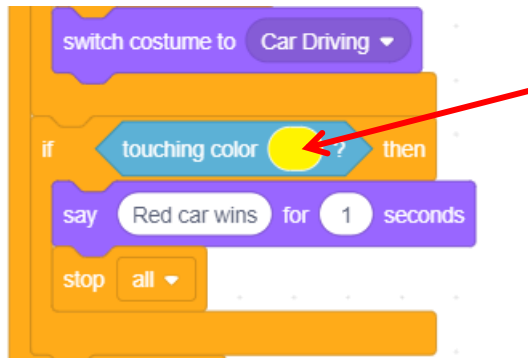 switch costume to Car Driving
if touching color ? then
say Red car wins for 1 seconds
stop all